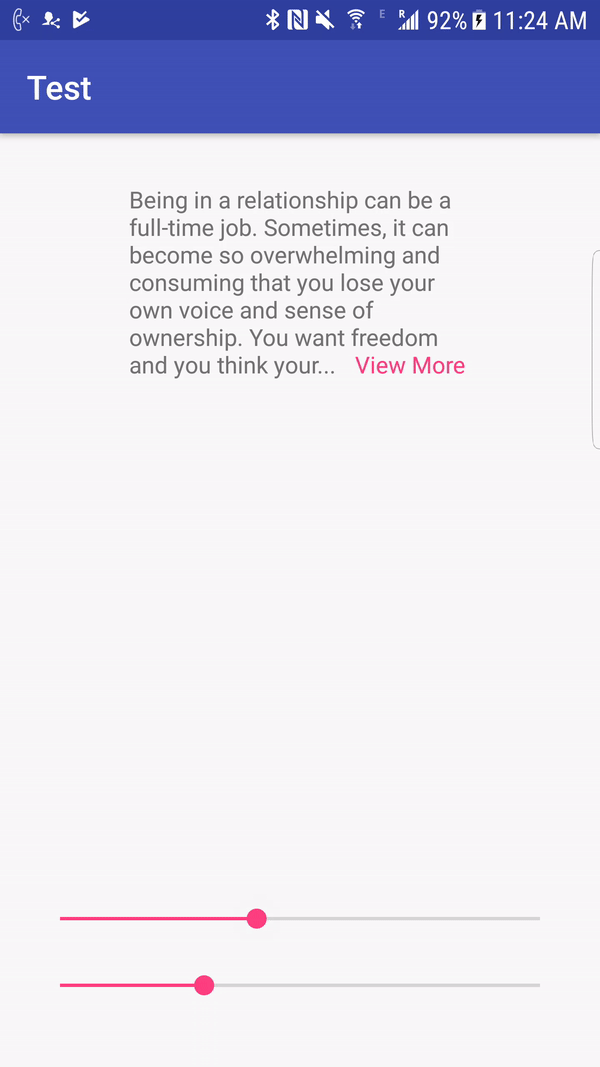 E R 92% 11:24 AM
Test
Being in a relationship can be a
full-time job. Sometimes, it can
become so overwhelming and
consuming that you lose your
own voice and sense of
ownership. You want freedom
and you think your... View More